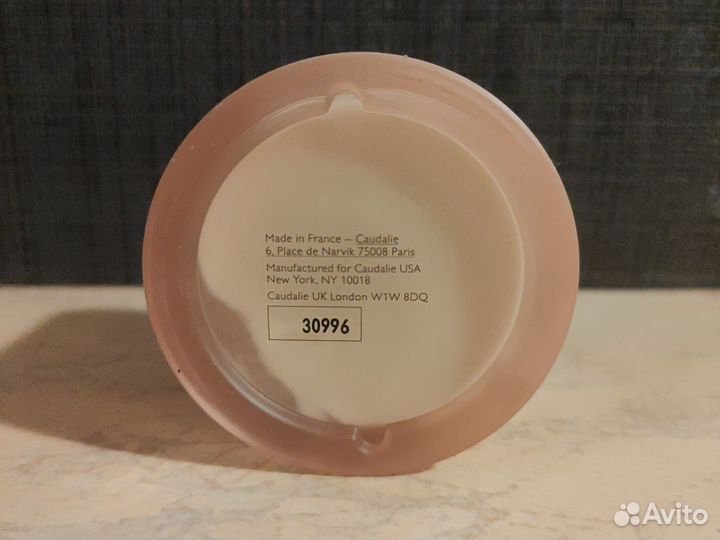 Made in France – Caudalie
6, Place de Narvik 75008 Paris
Manufactured for Caudalie USA
New York, NY 10018
Caudalie UK London W1W 8DQ
30996
Avito